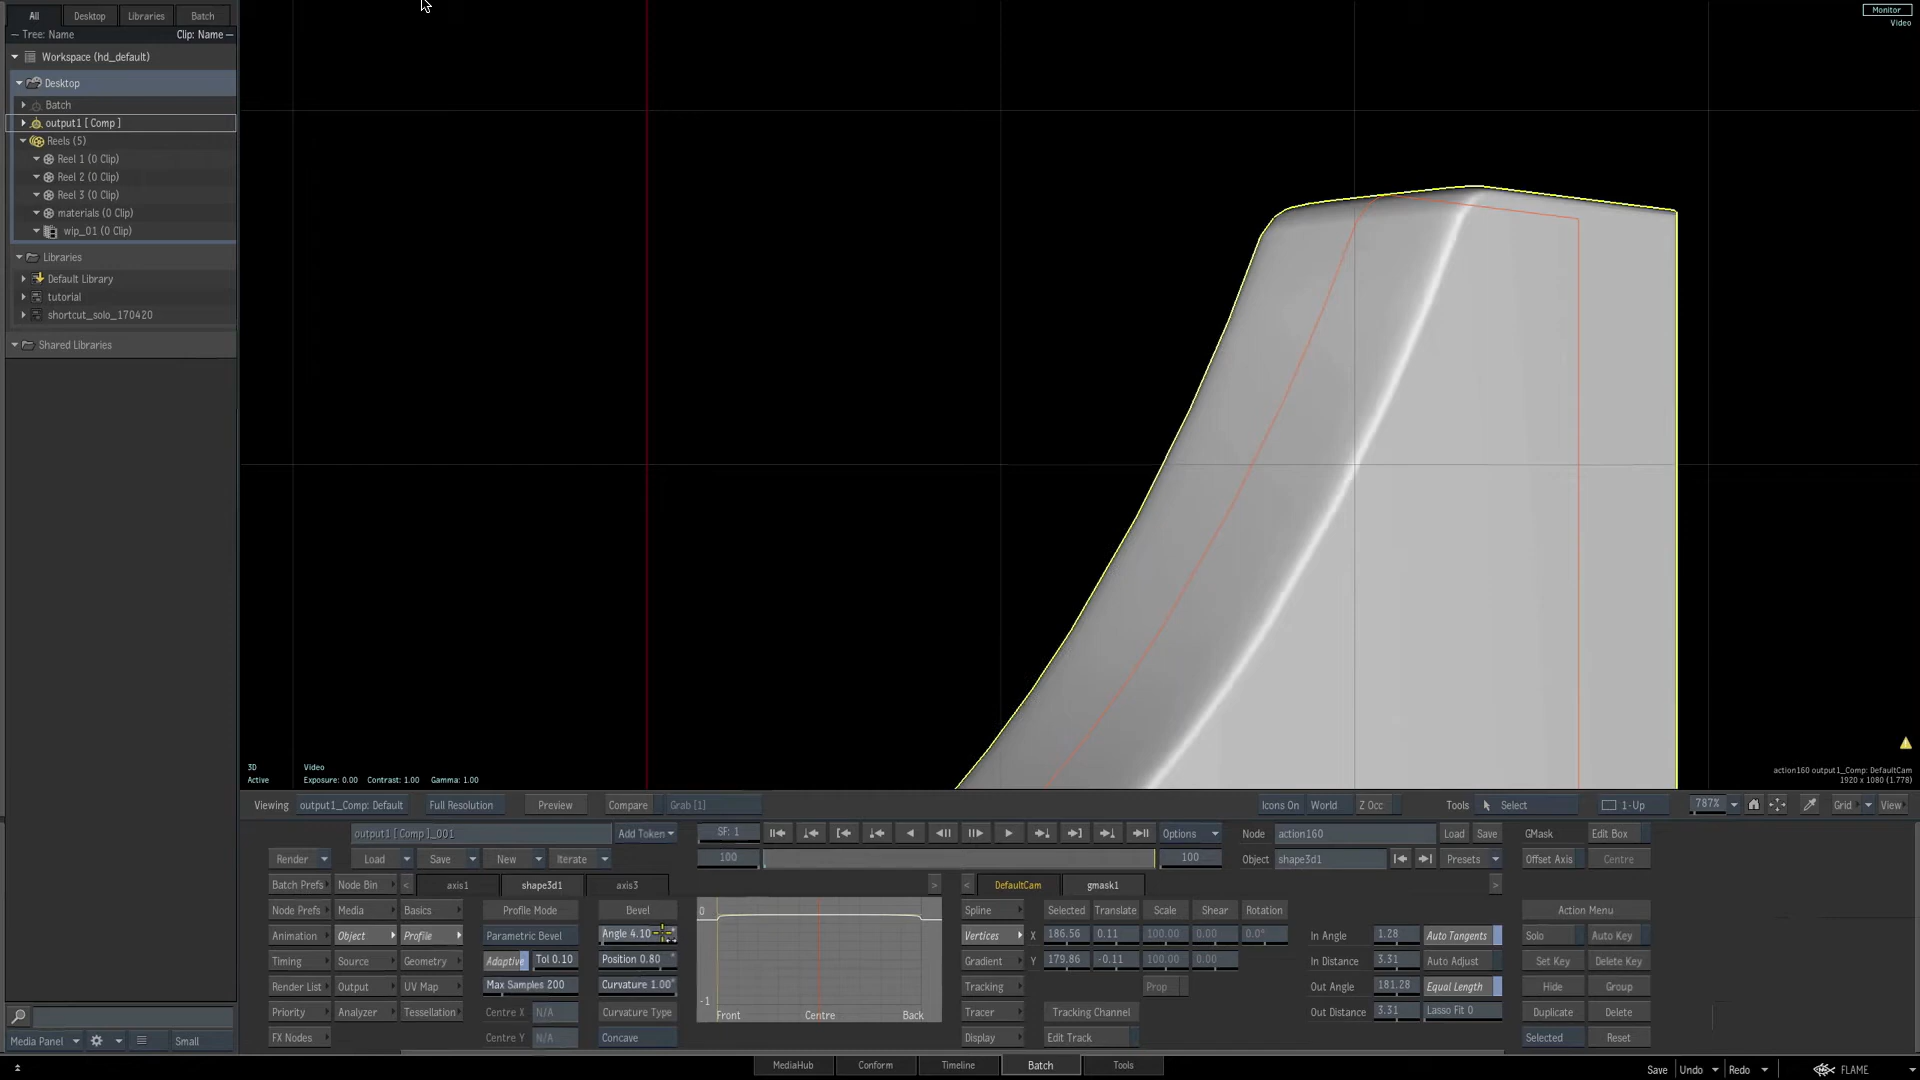 All Desktop Libraries Batch
Tree: Name Clip: Name
Workspace (hd_default)
Desktop
Batch
output1 [ Comp ]
Reels (5)
Reel 1 (0 Clip)
Reel 2 (0 Clip)
Reel 3 (0 Clip)
materials (0 Clip)
wip_01 (0 Clip)
Libraries
Default Library
tutorial
shortcut_solo_170420
Shared Libraries
Monitor
Video
3D Video
Active Exposure: 0.00 Contrast: 1.00 Gamma: 1.00
action160 output1_Comp: DefaultCam
1920 x 1080 (1.778)
Viewing output1_Comp: Default Full Resolution Preview Compare Grab [1] Icons On World Z Occ Tools Select 1-Up 787% Grid View
output1 [ Comp ]_001 Add Token SF: 1 Options Node action160 Load Save GMask Edit Box
Render Load Save New Iterate 100 100 Object shape3d1 Presets Offset Axis Centre
Batch Prefs Node Bin < axis1 shape3d1 axis3 > < DefaultCam gmask1 >
Node Prefs Media Basics Profile Mode Bevel 0 Spline Selected Translate Scale Shear Rotation Action Menu
Animation Object Profile Parametric Bevel Angle 4.10 Vertices X 186.56 0.11 100.00 0.00 0.0° In Angle 1.28 Auto Tangents Solo Auto Key
Timing Source Geometry Adaptive Tol 0.10 Position 0.80 Gradient Y 179.86 -0.11 100.00 0.00 In Distance 3.31 Auto Adjust Set Key Delete Key
Render List Output UV Map Max Samples 200 Curvature 1.00 -1 Tracking Prop Out Angle 181.28 Equal Length Hide Group
Priority Analyzer Tessellation Centre X N/A Curvature Type Front Centre Back Tracer Tracking Channel Out Distance 3.31 Lasso Fit 0 Duplicate Delete
FX Nodes Centre Y N/A Concave Display Edit Track Selected Reset
Media Panel Small
MediaHub Conform Timeline Batch Tools Save Undo Redo FLAME